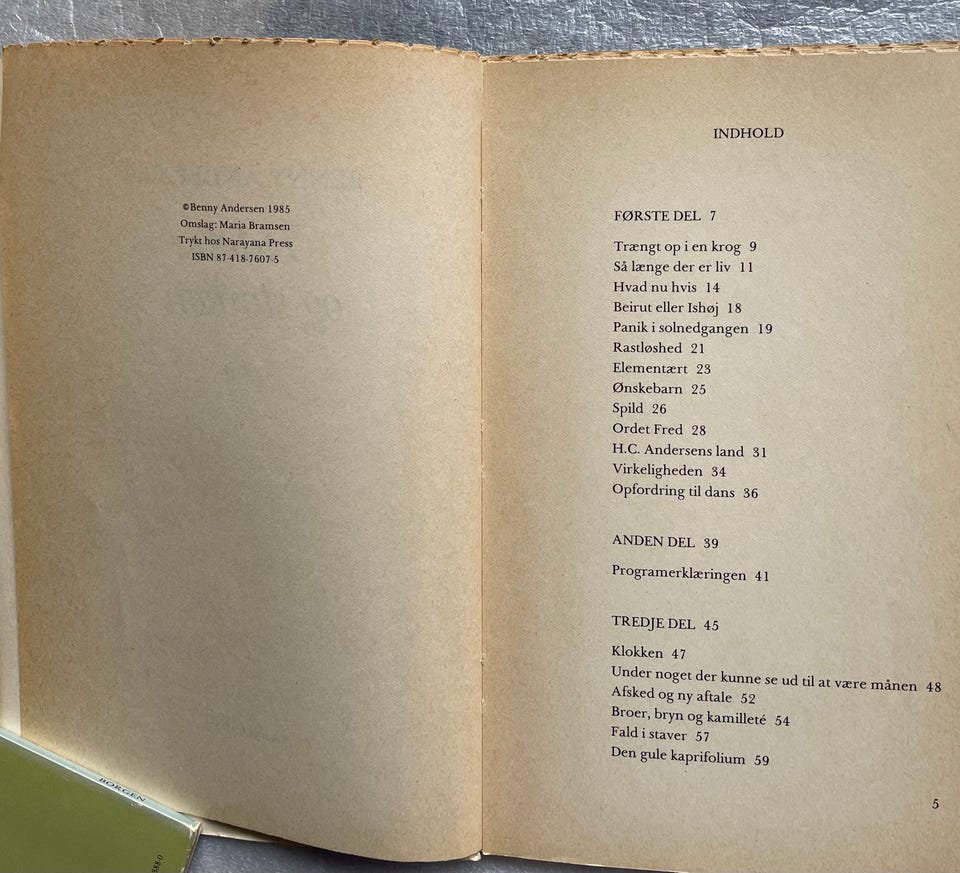 ©Benny Andersen 1985
Omslag: Maria Bramsen
Trykt hos Narayana Press
ISBN 87-418-7607-5
INDHOLD
FØRSTE DEL 7
Trængt op i en krog 9
Så længe der er liv 11
Hvad nu hvis 14
Beirut eller Ishøj 18
Panik i solnedgangen 19
Rastløshed 21
Elementært 23
Ønskebarn 25
Spild 26
Ordet Fred 28
H.C. Andersens land 31
Virkeligheden 34
Opfordring til dans 36
ANDEN DEL 39
Programerklæringen 41
TREDJE DEL 45
Klokken 47
Under noget der kunne se ud til at være månen 48
Afsked og ny aftale 52
Broer, bryn og kamilleté 54
Fald i staver 57
Den gule kaprifolium 59
5
BORGEN